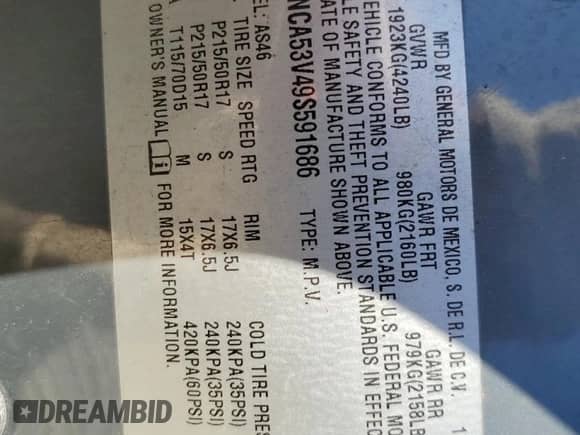 MFD BY GENERAL MOTORS DE MEXICO, S. DE R.L. DE C.V. 1
GVWR GAWR FRT GAWR RR
1923KG(4240LB) 980KG(2160LB) 979KG(2158LB
VEHICLE CONFORMS TO ALL APPLICABLE U.S. FEDERAL MO
LE SAFETY AND THEFT PREVENTION STANDARDS IN EFFEC
ATE OF MANUFACTURE SHOWN ABOVE.
NCA53V49S591686 TYPE: M.P.V.
EL: AS46
TIRE SIZE SPEED RTG RIM COLD TIRE PRES
P215/50R17 S 17X6.5J 240KPA(35PSI)
P215/50R17 S 17X6.5J 240KPA(35PSI)
A T115/70D15 M 15X4T 420KPA(60PSI)
OWNER'S MANUAL i FOR MORE INFORMATION.
DREAMBID